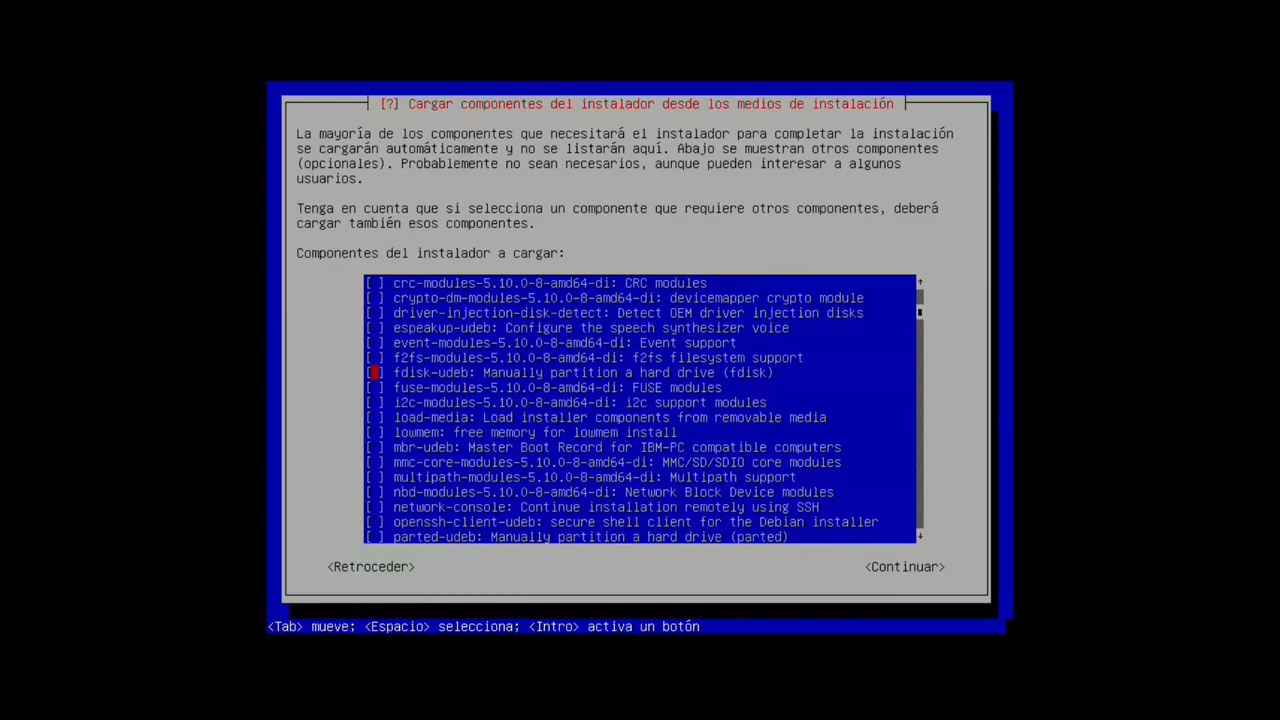 [?] Cargar componentes del instalador desde los medios de instalación
La mayoría de los componentes que necesitará el instalador para completar la instalación
se cargarán automáticamente y no se listarán aquí. Abajo se muestran otros componentes
(opcionales). Probablemente no sean necesarios, aunque pueden interesar a algunos
usuarios.
Tenga en cuenta que si selecciona un componente que requiere otros componentes, deberá
cargar también esos componentes.
Componentes del instalador a cargar:
[ ] crc-modules-5.10.0-8-amd64-di: CRC modules
[ ] crypto-dm-modules-5.10.0-8-amd64-di: devicemapper crypto module
[ ] driver-injection-disk-detect: Detect OEM driver injection disks
[ ] espeakup-udeb: Configure the speech synthesizer voice
[ ] event-modules-5.10.0-8-amd64-di: Event support
[ ] f2fs-modules-5.10.0-8-amd64-di: f2fs filesystem support
[ ] fdisk-udeb: Manually partition a hard drive (fdisk)
[ ] fuse-modules-5.10.0-8-amd64-di: FUSE modules
[ ] i2c-modules-5.10.0-8-amd64-di: i2c support modules
[ ] load-media: Load installer components from removable media
[ ] lowmem: free memory for lowmem install
[ ] mbr-udeb: Master Boot Record for IBM-PC compatible computers
[ ] mmc-core-modules-5.10.0-8-amd64-di: MMC/SD/SDIO core modules
[ ] multipath-modules-5.10.0-8-amd64-di: Multipath support
[ ] nbd-modules-5.10.0-8-amd64-di: Network Block Device modules
[ ] network-console: Continue installation remotely using SSH
[ ] openssh-client-udeb: secure shell client for the Debian installer
[ ] parted-udeb: Manually partition a hard drive (parted)
<Retroceder> <Continuar>
<Tab> mueve; <Espacio> selecciona; <Intro> activa un botón